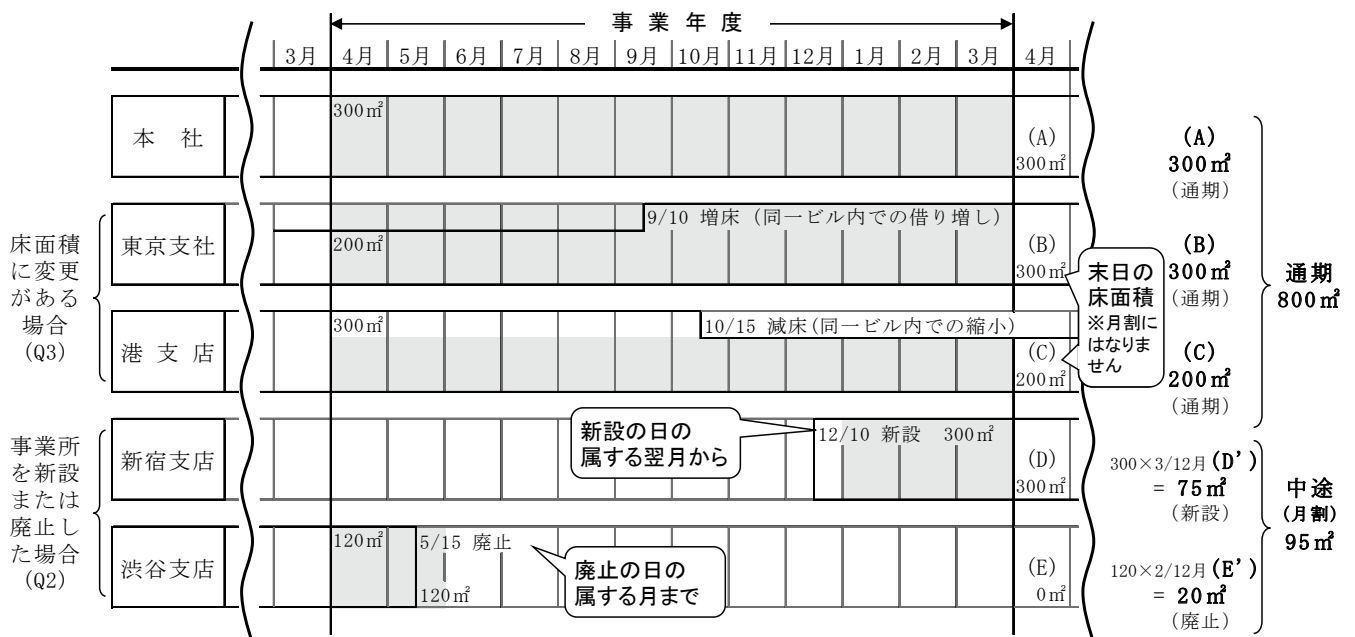 事業年度
3月 4月 5月 6月 7月 8月 9月 10月 11月 12月 1月 2月 3月 4月
本社
300㎡
(A)
300㎡
(A)
300㎡
(通期)
床面積
に変更
がある
場合
(Q3)
東京支社
200㎡
9/10 増床 (同一ビル内での借り増し)
(B)
300㎡
末日の
床面積
※月割に
はなりま
せん
(B)
300㎡
(通期)
港支店
300㎡
10/15 減床(同一ビル内での縮小)
(C)
200㎡
(C)
200㎡
(通期)
通期
800㎡
事業所
を新設
または
廃止し
た場合
(Q2)
新宿支店
新設の日の
属する翌月から
12/10 新設 300㎡
(D)
300㎡
300×3/12月(D’)
= 75㎡
(新設)
渋谷支店
120㎡
5/15 廃止
120㎡
廃止の日の
属する月まで
(E)
0㎡
120×2/12月(E’)
= 20㎡
(廃止)
中途
(月割)
95㎡